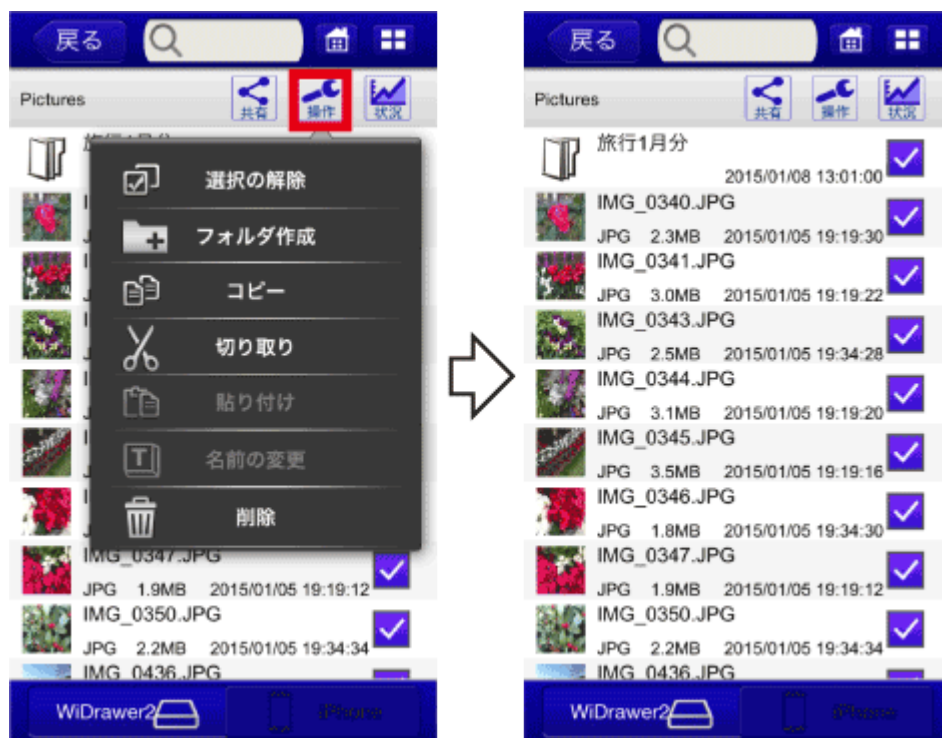 戻る
Pictures
共有
操作
状況
選択の解除
フォルダ作成
コピー
切り取り
貼り付け
名前の変更
削除
IMG_0347.JPG
JPG 1.9MB 2015/01/05 19:19:12
IMG_0350.JPG
JPG 2.2MB 2015/01/05 19:34:34
IMG_0436.JPG
WiDrawer2
iPhone
戻る
Pictures
共有
操作
状況
旅行1月分
2015/01/08 13:01:00
IMG_0340.JPG
JPG 2.3MB 2015/01/05 19:19:30
IMG_0341.JPG
JPG 3.0MB 2015/01/05 19:19:22
IMG_0343.JPG
JPG 2.5MB 2015/01/05 19:34:28
IMG_0344.JPG
JPG 3.1MB 2015/01/05 19:19:20
IMG_0345.JPG
JPG 3.5MB 2015/01/05 19:19:16
IMG_0346.JPG
JPG 1.8MB 2015/01/05 19:34:30
IMG_0347.JPG
JPG 1.9MB 2015/01/05 19:19:12
IMG_0350.JPG
JPG 2.2MB 2015/01/05 19:34:34
IMG_0436.JPG
WiDrawer2
iPhone